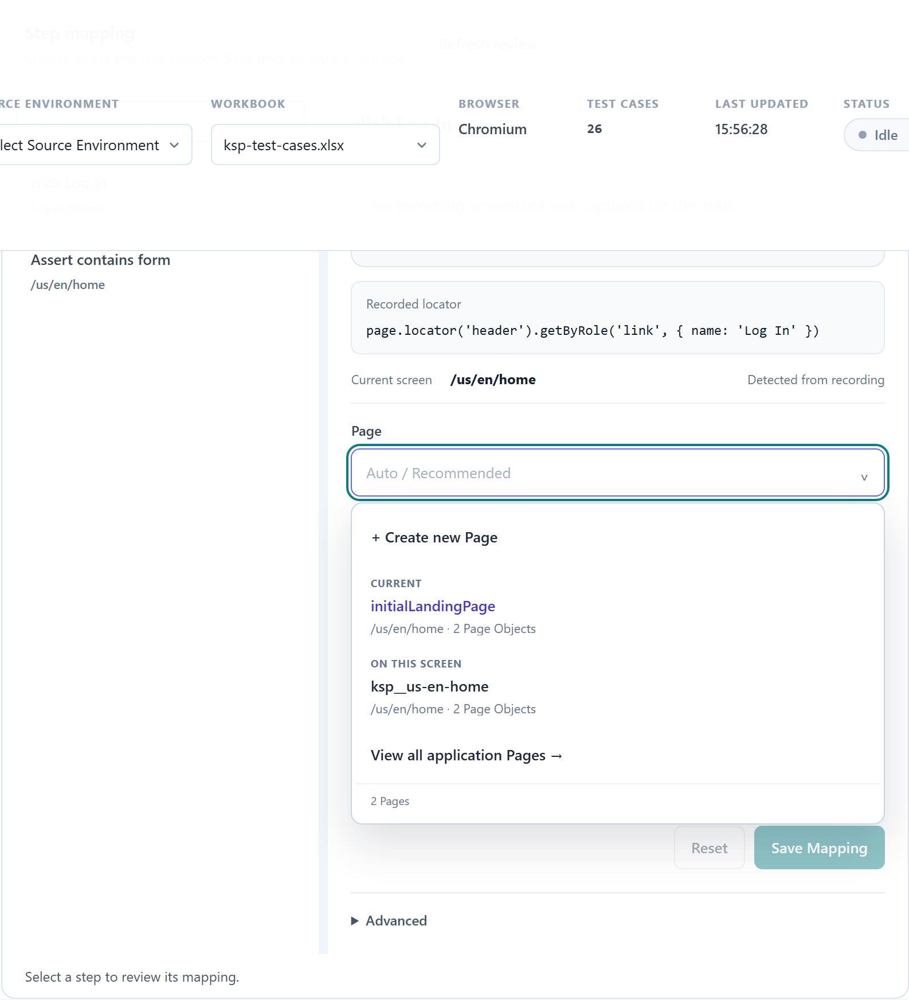 Step mapping
Refresh review
Choose where this step belongs. Save once to make it reusable.
RCE ENVIRONMENT
WORKBOOK
BROWSER
TEST CASES
LAST UPDATED
STATUS
lect Source Environment
ksp-test-cases.xlsx
click Log In
Chromium
26
15:56:28
Idle
click Log In
/us/en/home
No recording screenshot was captured for this step.
Assert contains form
/us/en/home
Recorded locator
page.locator('header').getByRole('link', { name: 'Log In' })
Current screen /us/en/home Detected from recording
Page
Auto / Recommended
+ Create new Page
CURRENT
initialLandingPage
/us/en/home · 2 Page Objects
ON THIS SCREEN
ksp__us-en-home
/us/en/home · 2 Page Objects
View all application Pages →
2 Pages
Reset
Save Mapping
Advanced
Select a step to review its mapping.